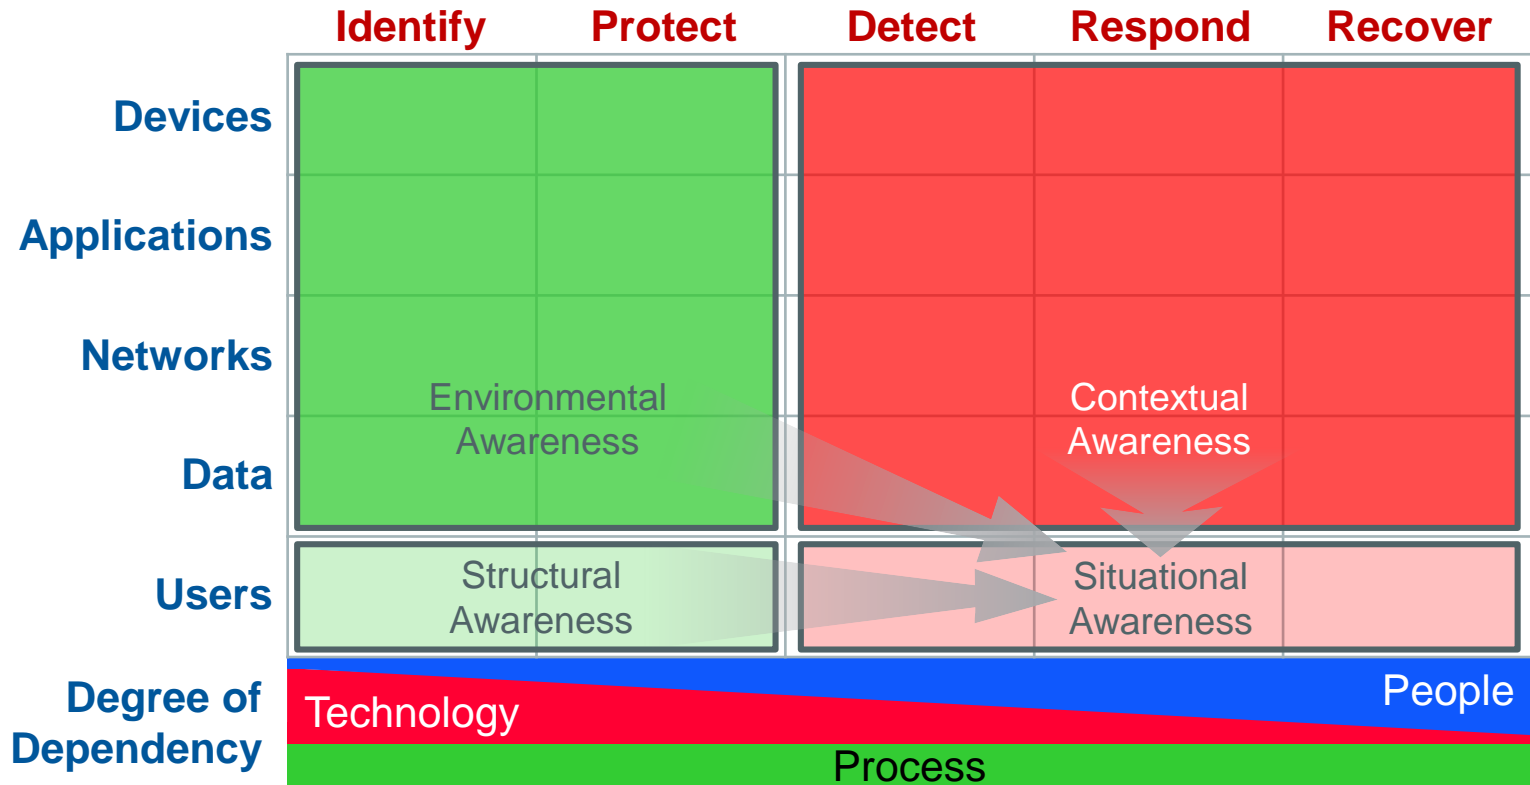 Identify Protect Detect Respond Recover
Devices
Applications
Networks
Environmental
Awareness
Contextual
Awareness
Data
Users
Structural
Awareness
Situational
Awareness
Degree of
Dependency
Technology
People
Process